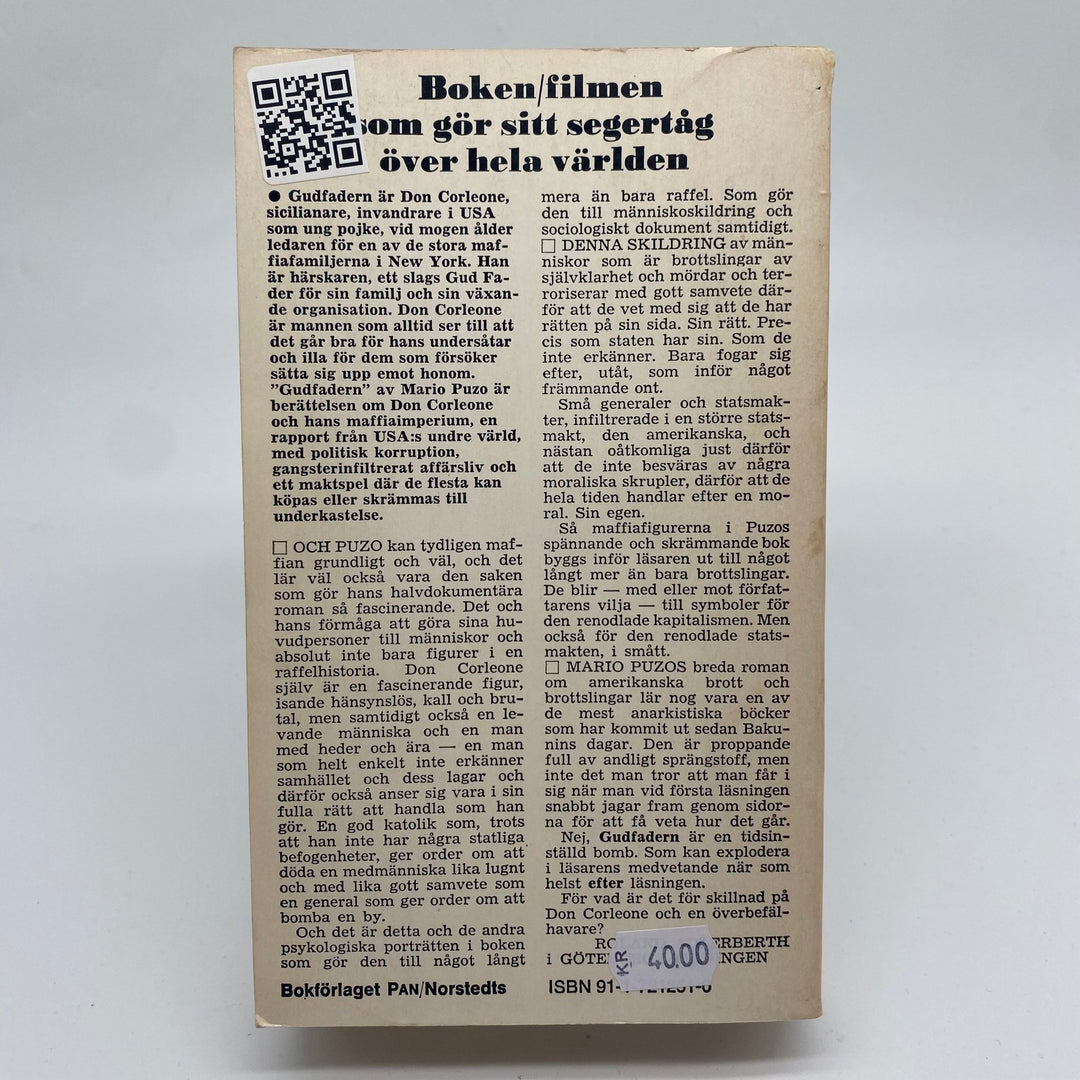 Boken/filmen
som gör sitt segertåg
över hela världen
● Gudfadern är Don Corleone,
sicilianare, invandrare i USA
som ung pojke, vid mogen ålder
ledaren för en av de stora maf-
fiafamiljerna i New York. Han
är härskaren, ett slags Gud Fa-
der för sin familj och sin växan-
de organisation. Don Corleone
är mannen som alltid ser till att
det går bra för hans undersåtar
och illa för dem som försöker
sätta sig upp emot honom.
"Gudfadern" av Mario Puzo är
berättelsen om Don Corleone
och hans maffiaimperium, en
rapport från USA:s undre värld,
med politisk korruption,
gangsterinfiltrerat affärsliv och
ett maktspel där de flesta kan
köpas eller skrämmas till
underkastelse.
□ OCH PUZO kan tydligen maf-
fian grundligt och väl, och det
lär väl också vara den saken
som gör hans halvdokumentära
roman så fascinerande. Det och
hans förmåga att göra sina hu-
vudpersoner till människor och
absolut inte bara figurer i en
raffelhistoria. Don Corleone
själv är en fascinerande figur,
isande hänsynslös, kall och bru-
tal, men samtidigt också en le-
vande människa och en man
med heder och ära — en man
som helt enkelt inte erkänner
samhället och dess lagar och
därför också anser sig vara i sin
fulla rätt att handla som han
gör. En god katolik som, trots
att han inte har några statliga
befogenheter, ger order om att
döda en medmänniska lika lugnt
och med lika gott samvete som
en general som ger order om att
bomba en by.
Och det är detta och de andra
psykologiska porträtten i boken
som gör den till något långt
mera än bara raffel. Som gör
den till människoskildring och
sociologiskt dokument samtidigt.
□ DENNA SKILDRING av män-
niskor som är brottslingar av
självklarhet och mördar och ter-
roriserar med gott samvete där-
för att de vet med sig att de har
rätten på sin sida. Sin rätt. Pre-
cis som staten har sin. Som de
inte erkänner. Bara fogar sig
efter, utåt, som inför något
främmande ont.
Små generaler och statsmak-
ter, infiltrerade i en större stats-
makt, den amerikanska, och
nästan oåtkomliga just därför
att de inte besväras av några
moraliska skrupler, därför att de
hela tiden handlar efter en mo-
ral. Sin egen.
Så maffiafigurerna i Puzos
spännande och skrämmande bok
byggs inför läsaren ut till något
långt mer än bara brottslingar.
De blir — med eller mot förfat-
tarens vilja — till symboler för
den renodlade kapitalismen. Men
också för den renodlade stats-
makten, i smått.
□ MARIO PUZOS breda roman
om amerikanska brott och
brottslingar lär nog vara en av
de mest anarkistiska böcker
som har kommit ut sedan Baku-
nins dagar. Den är proppande
full av andligt sprängstoff, men
inte det man tror att man får i
sig när man vid första läsningen
snabbt jagar fram genom sidor-
na för att få veta hur det går.
Nej, Gudfadern är en tidsin-
ställd bomb. Som kan explodera
i läsarens medvetande när som
helst efter läsningen.
För vad är det för skillnad på
Don Corleone och en överbefäl-
havare?
i
KR 40.00
Bokförlaget PAN/Norstedts
ISBN 91-